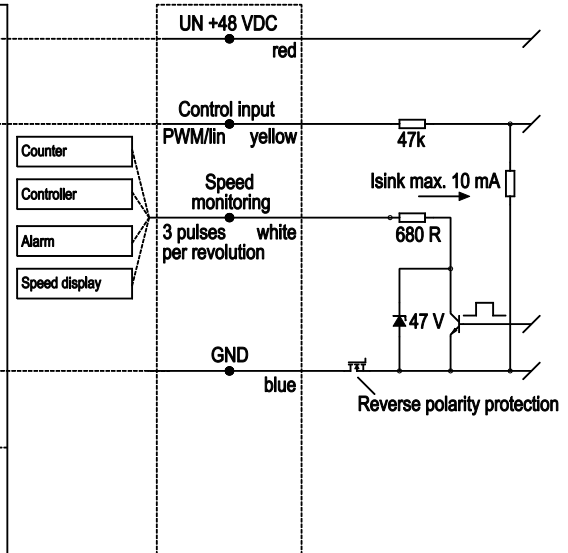 UN +48 VDC
red
Control input
PWM/lin yellow
47k
Counter
Controller
Alarm
Speed display
Speed
monitoring
3 pulses white
per revolution
Isink max. 10 mA
680 R
47 V
GND
blue
Reverse polarity protection